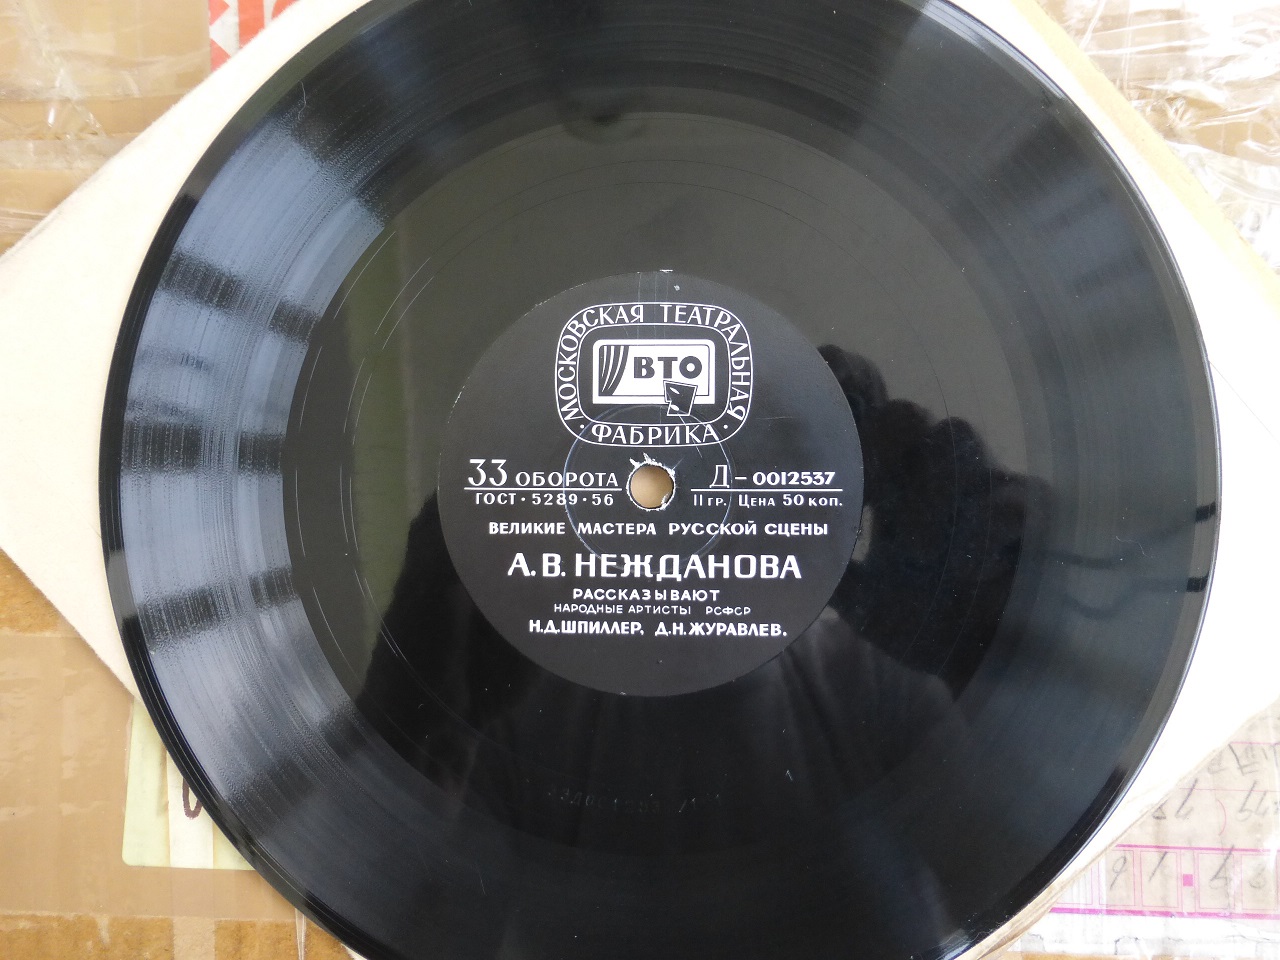 МОСКОВСКАЯ ТЕАТРАЛЬНАЯ
· ФАБРИКА ·
ВТО
33 ОБОРОТА Д–0012537
ГОСТ·5289·56 II ГР. ЦЕНА 50 КОП.
ВЕЛИКИЕ МАСТЕРА РУССКОЙ СЦЕНЫ
А.В. НЕЖДАНОВА
РАССКАЗЫВАЮТ
НАРОДНЫЕ АРТИСТЫ РСФСР
Н.Д.ШПИЛЛЕР, Д.Н.ЖУРАВЛЕВ.